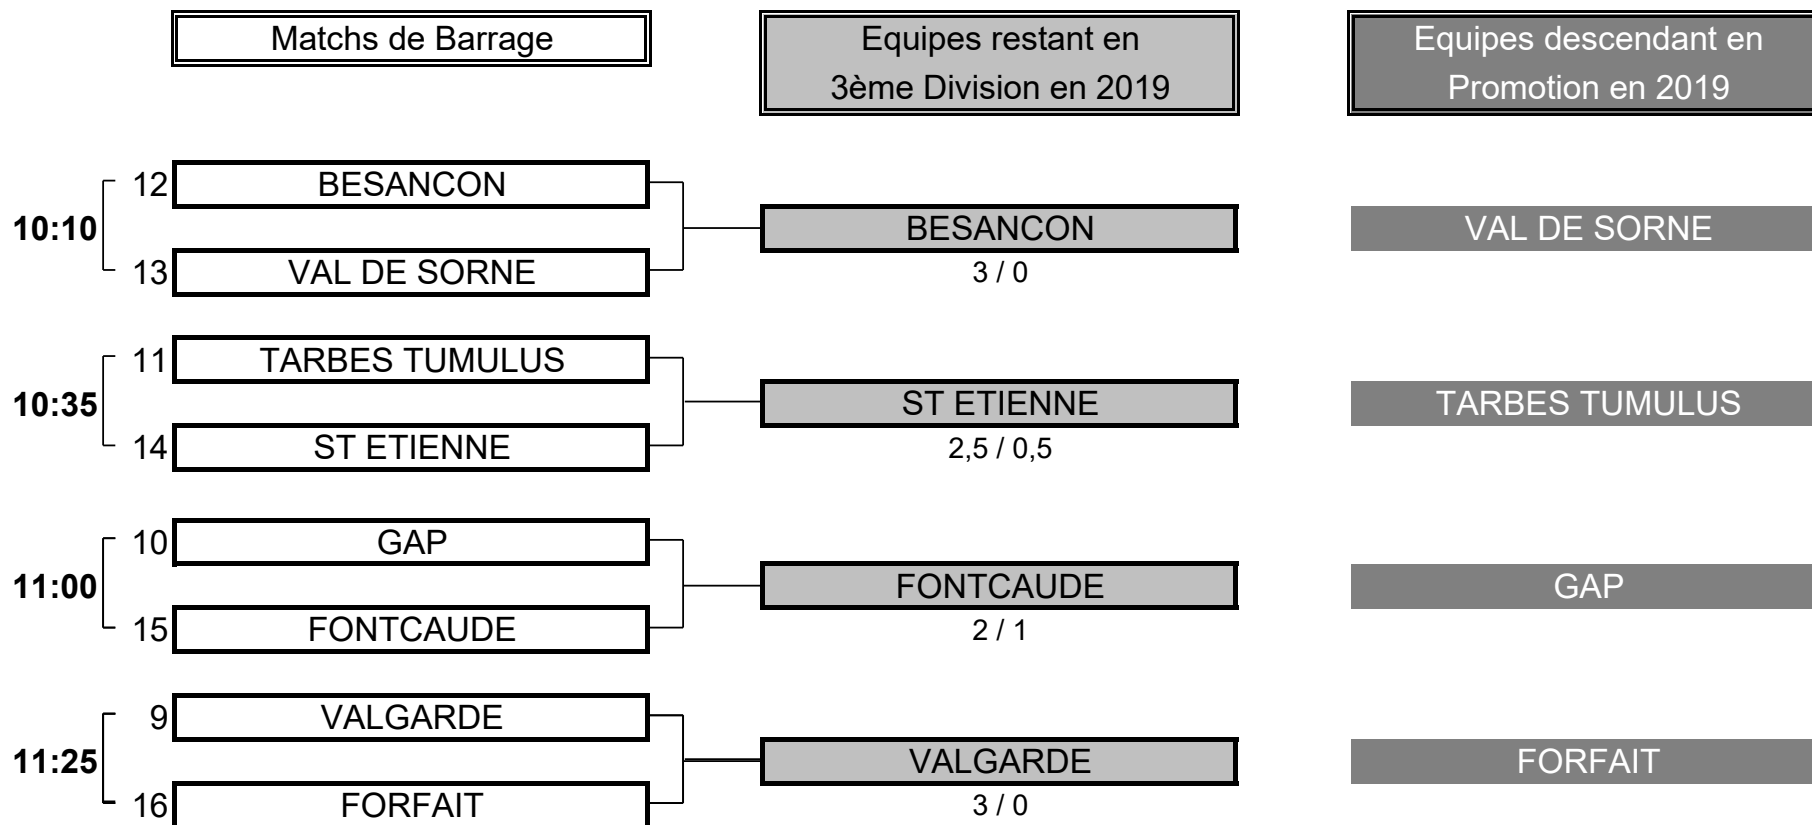 Matchs de Barrage
Equipes restant en
3ème Division en 2019
Equipes descendant en
Promotion en 2019
12 BESANCON
10:10
BESANCON
VAL DE SORNE
13 VAL DE SORNE
3 / 0
11 TARBES TUMULUS
10:35
ST ETIENNE
TARBES TUMULUS
14 ST ETIENNE
2,5 / 0,5
10 GAP
11:00
FONTCAUDE
GAP
15 FONTCAUDE
2 / 1
9 VALGARDE
11:25
VALGARDE
FORFAIT
16 FORFAIT
3 / 0